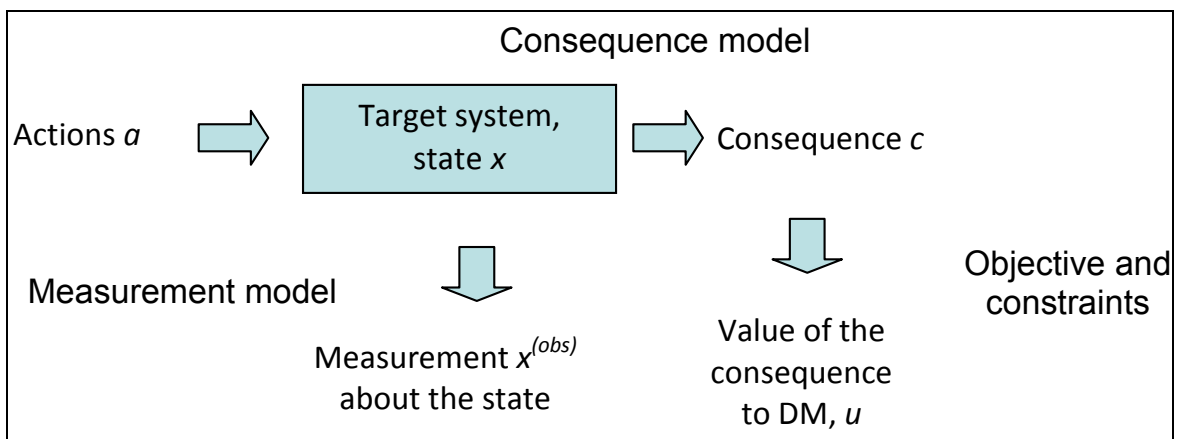 Consequence model
Actions a
Target system,
state x
Consequence c
Measurement model
Objective and
constraints
Measurement x^(obs)
about the state
Value of the
consequence
to DM, u